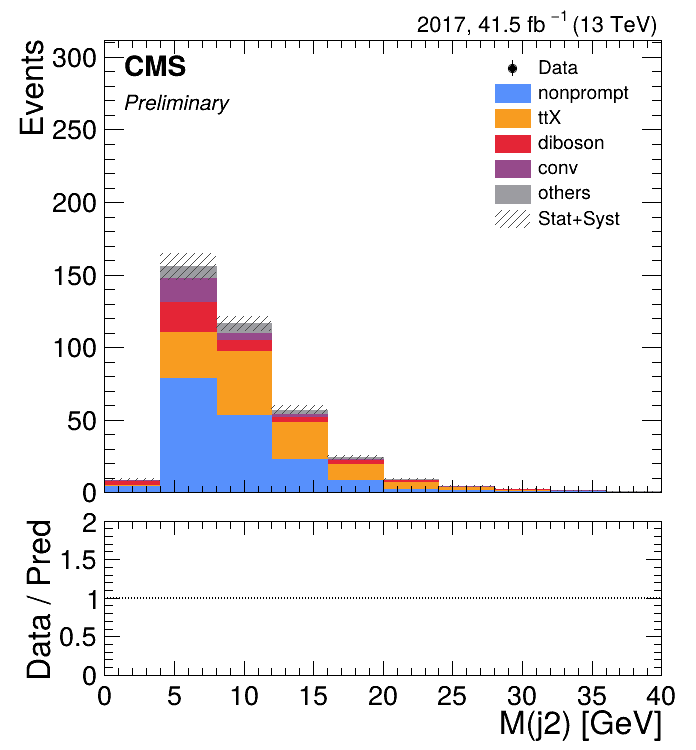 2017, 41.5 fb⁻¹ (13 TeV)
CMS
Preliminary
Events
300
250
200
150
100
50
0
Data
nonprompt
ttX
diboson
conv
others
Stat+Syst
Data / Pred
2
1.5
1
0.5
0
0 5 10 15 20 25 30 35 40
M(j2) [GeV]